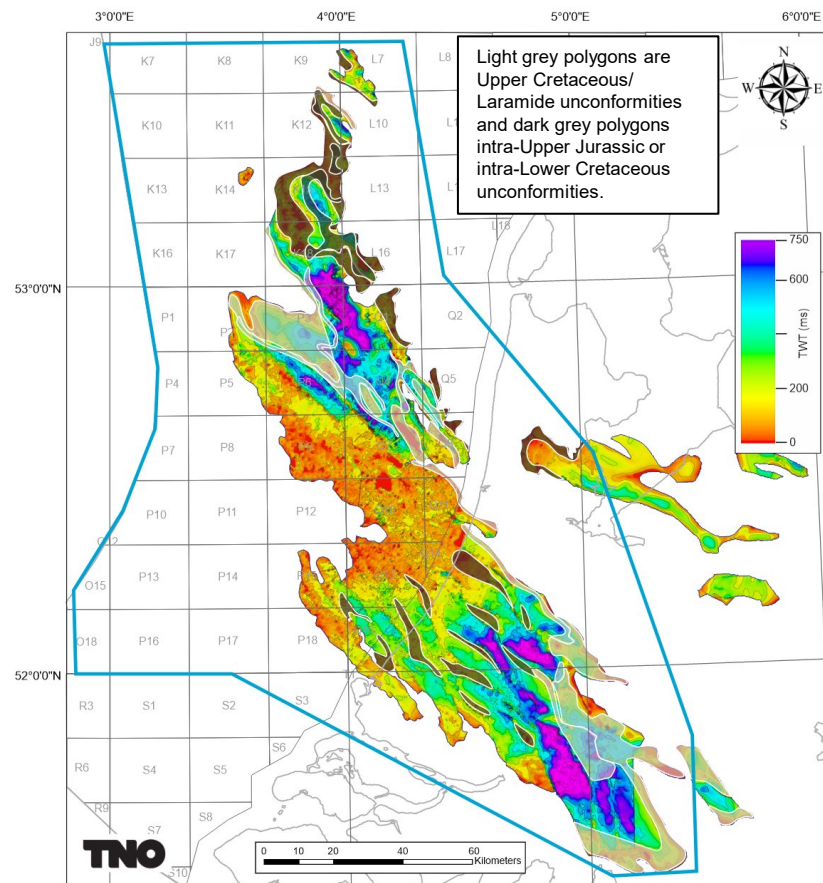 3°0'0"E
4°0'0"E
5°0'0"E
6°0'0"E
J9
K7
K8
K9
L7
L8
Light grey polygons are
Upper Cretaceous/
Laramide unconformities
and dark grey polygons
intra-Upper Jurassic or
intra-Lower Cretaceous
unconformities.
N
W
E
S
K10
K11
K12
L10
K13
K14
L13
K16
K17
L16
L17
L18
53°0'0"N
P1
Q2
P4
P5
Q5
P7
P8
P10
P11
P12
O15
P13
P14
O18
P16
P17
P18
52°0'0"N
R3
S1
S2
S3
R6
S4
S5
S6
R9
S7
S8
S10
750
600
400
200
0
TWT (ms)
TNO
0 10 20 40 60
Kilometers